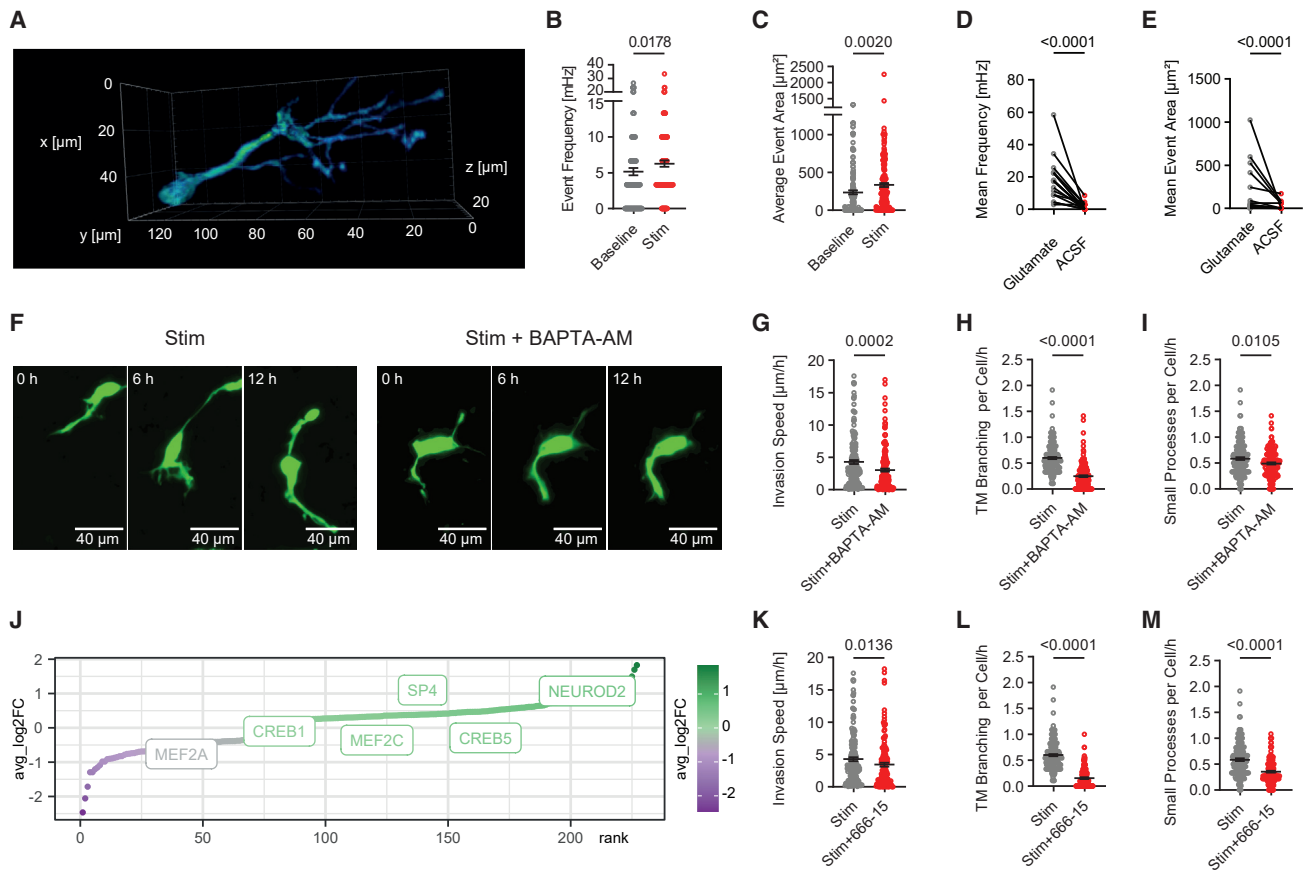 A
0
20
40
x [µm]
y [µm]
120
100
80
60
40
20
0
z [µm]
20
B
0.0178
Event Frequency [mHz]
40
30
20
15
10
5
0
Baseline
Stim
C
0.0020
Average Event Area [µm²]
2500
2000
1500
1000
500
0
Baseline
Stim
D
<0.0001
Mean Frequency [mHz]
80
60
40
20
0
Glutamate
ACSF
E
<0.0001
Mean Event Area [µm²]
1500
1000
500
0
Glutamate
ACSF
F
Stim
Stim + BAPTA-AM
0 h
6 h
12 h
0 h
6 h
12 h
40 µm
40 µm
40 µm
40 µm
40 µm
40 µm
G
0.0002
Invasion Speed [µm/h]
20
15
10
5
0
Stim
Stim+BAPTA-AM
H
<0.0001
TM Branching per Cell/h
2.5
2.0
1.5
1.0
0.5
0.0
Stim
Stim+BAPTA-AM
I
0.0105
Small Processes per Cell/h
2.5
2.0
1.5
1.0
0.5
0.0
Stim
Stim+BAPTA-AM
J
avg_log2FC
2
1
0
-1
-2
MEF2A
CREB1
SP4
MEF2C
CREB5
NEUROD2
0
50
100
150
200
rank
avg_log2FC
1
0
-1
-2
K
0.0136
Invasion Speed [µm/h]
20
15
10
5
0
Stim
Stim+666-15
L
<0.0001
TM Branching per Cell/h
2.5
2.0
1.5
1.0
0.5
0.0
Stim
Stim+666-15
M
<0.0001
Small Processes per Cell/h
2.5
2.0
1.5
1.0
0.5
0.0
Stim
Stim+666-15